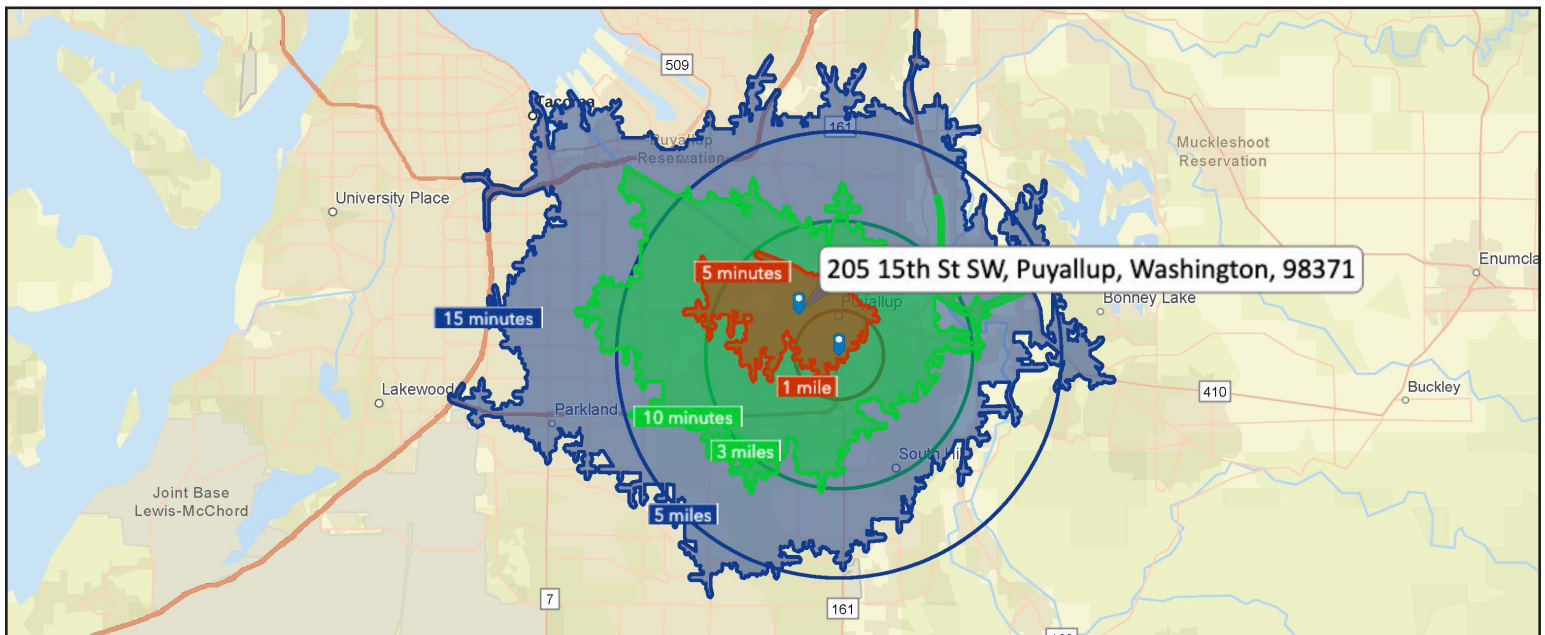 509
Tacoma
161
Puyallup
Reservation
Muckleshoot
Reservation
University Place
205 15th St SW, Puyallup, Washington, 98371
5 minutes
Enumcla
Puyallup
Bonney Lake
15 minutes
1 mile
Lakewood
410
Buckley
Parkland
10 minutes
3 miles
South Hill
Joint Base
Lewis-McChord
5 miles
7
161